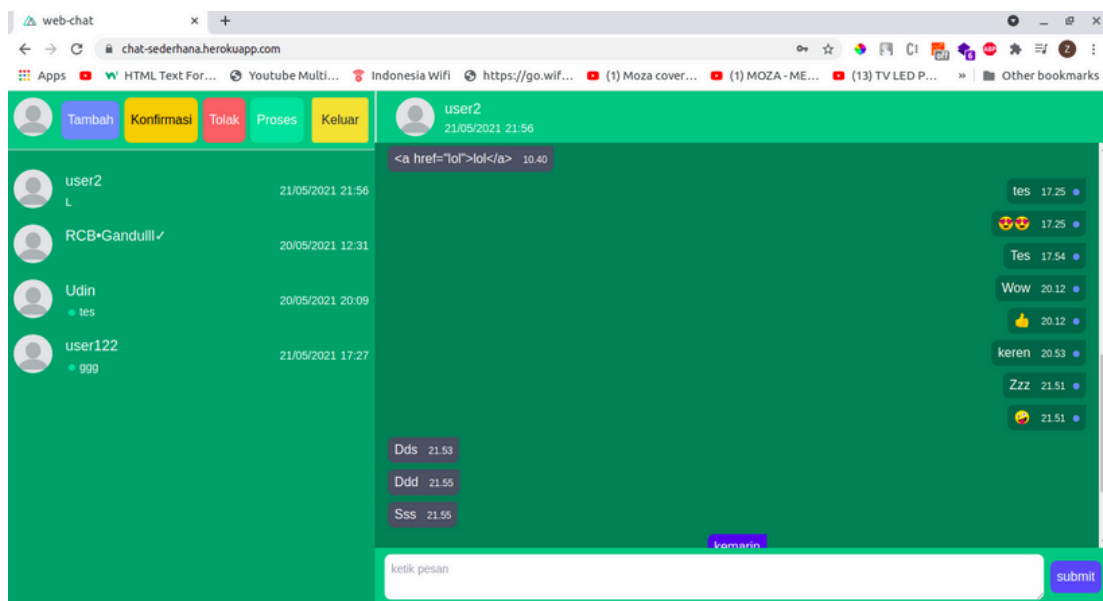 web-chat
chat-sederhana.herokuapp.com
Apps HTML Text For... Youtube Multi... Indonesia Wifi https://go.wif... (1) Moza cover... (1) MOZA - ME... (13) TV LED P... » Other bookmarks
Tambah Konfirmasi Tolak Proses Keluar
user2
21/05/2021 21:56
user2 21/05/2021 21:56
L
RCB•Gandulll✓ 20/05/2021 12:31
Udin 20/05/2021 20:09
tes
user122 21/05/2021 17:27
ggg
<a href="lol">lol</a> 10.40
tes 17.25
😍😍 17.25
Tes 17.54
Wow 20.12
👍 20.12
keren 20.53
Zzz 21.51
🤪 21.51
Dds 21.53
Ddd 21.55
Sss 21.55
kemarin
ketik pesan
submit